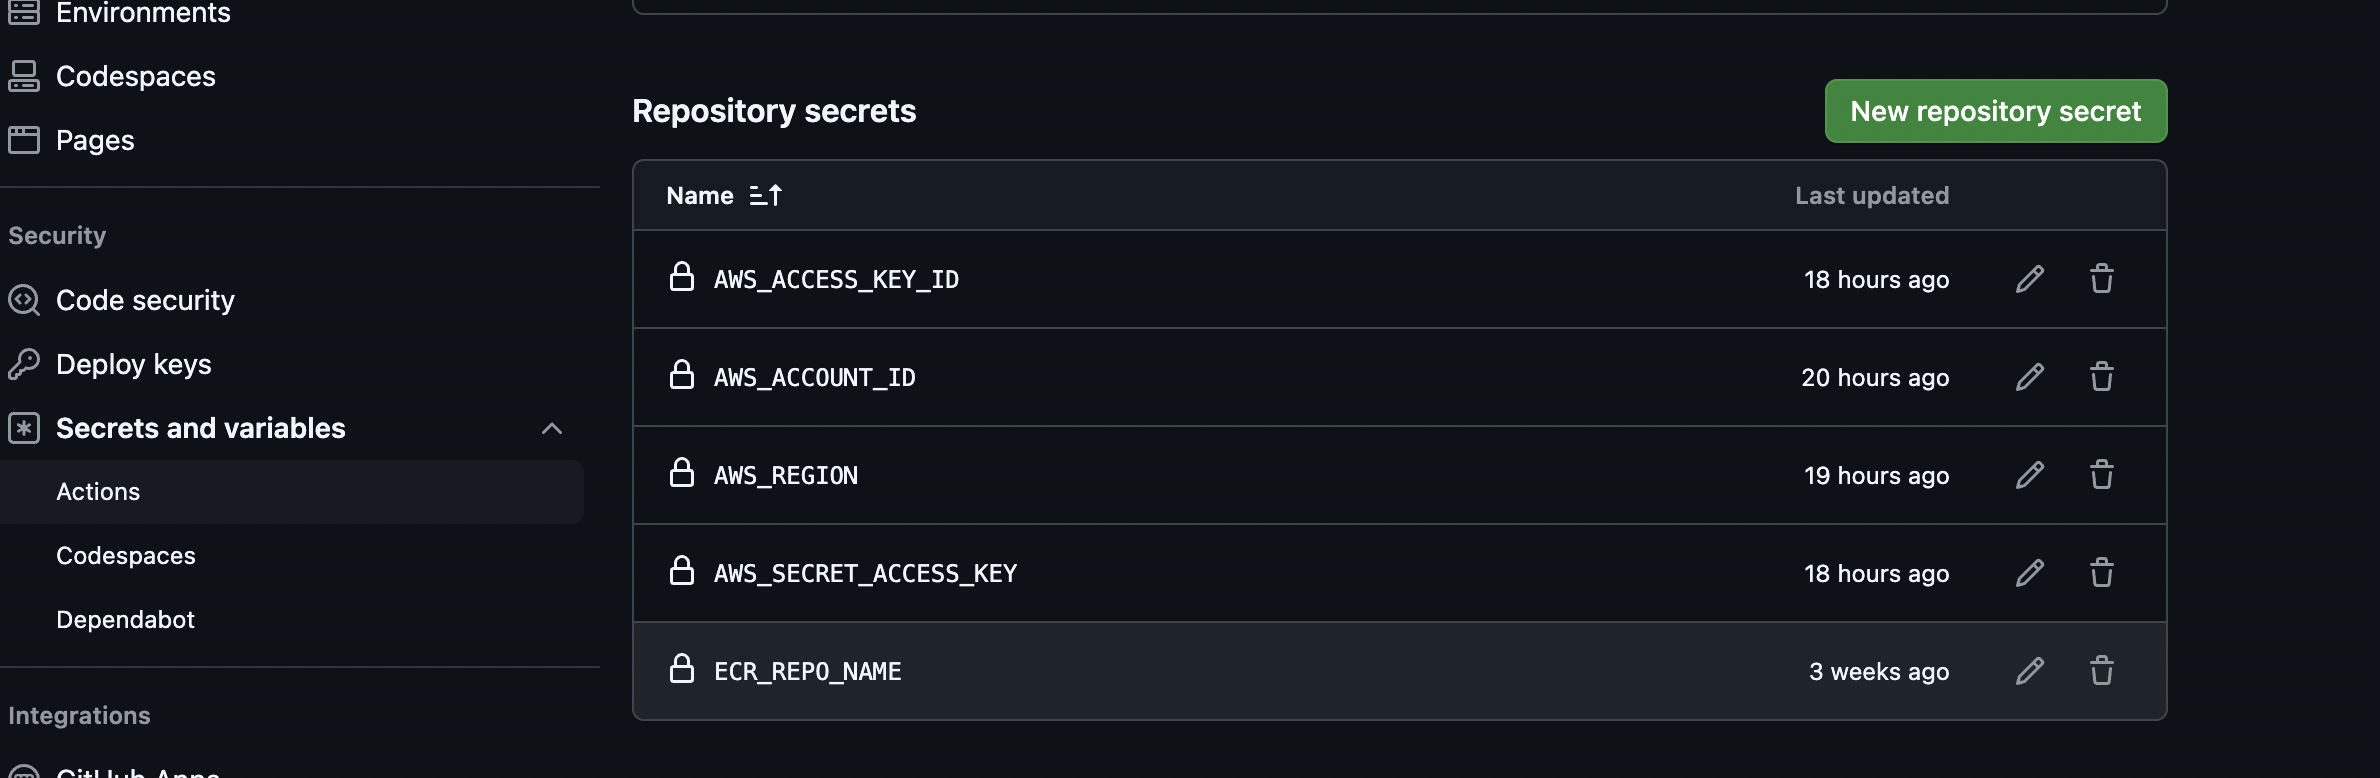 Environments
Codespaces
Pages
Security
Code security
Deploy keys
Secrets and variables
Actions
Codespaces
Dependabot
Integrations
GitHub Apps
Repository secrets
New repository secret
Name Last updated
AWS_ACCESS_KEY_ID 18 hours ago
AWS_ACCOUNT_ID 20 hours ago
AWS_REGION 19 hours ago
AWS_SECRET_ACCESS_KEY 18 hours ago
ECR_REPO_NAME 3 weeks ago